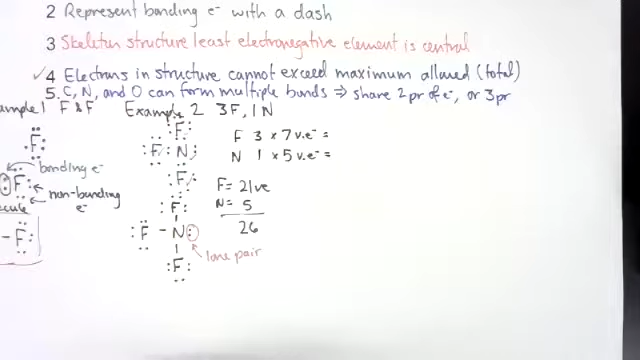 2 Represent bonding e⁻ with a dash
3 Skeleton structure least electronegative element is central
✓ 4 Electrons in structure cannot exceed maximum allowed (total)
5. C, N, and O can form multiple bonds ⇒ share 2 pr of e⁻, or 3 pr
ample 1 F & F
Example 2 3F, 1N
F
F
bonding e⁻
non-bonding e⁻
– F
F
F N
F
F 3 × 7 v.e⁻ =
N 1 × 5 v.e⁻ =
F = 21 ve
N = 5
26
F
F – N :
F
lone pair